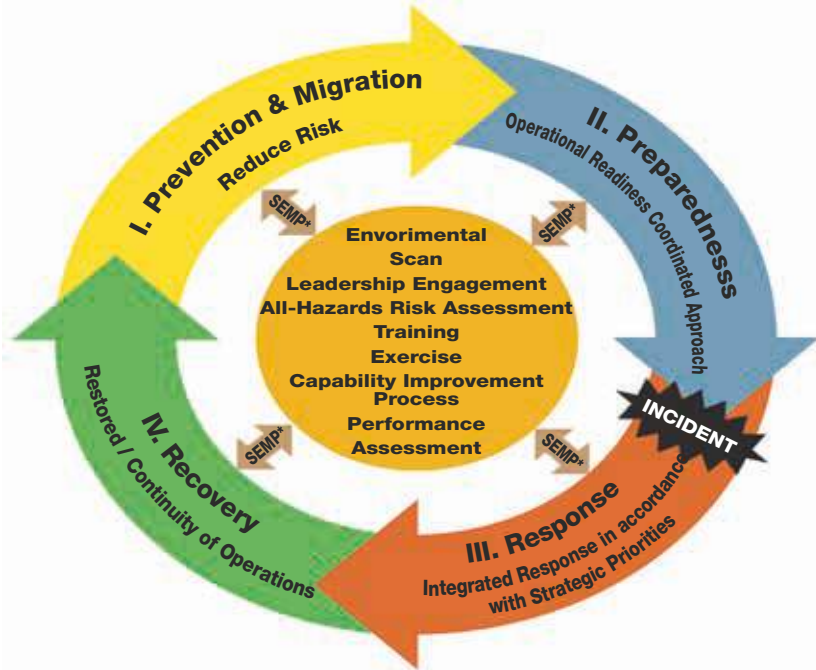 I. Prevention & Migration
Reduce Risk
II. Preparednesss
Operational Readiness Coordinated Approach
SEMP*
SEMP*
Envorimental
Scan
Leadership Engagement
All-Hazards Risk Assessment
Training
Exercise
Capability Improvement
Process
Performance
Assessment
SEMP*
SEMP*
INCIDENT
III. Response
Integrated Response in accordance
with Strategic Priorities
IV. Recovery
Restored / Continuity of Operations